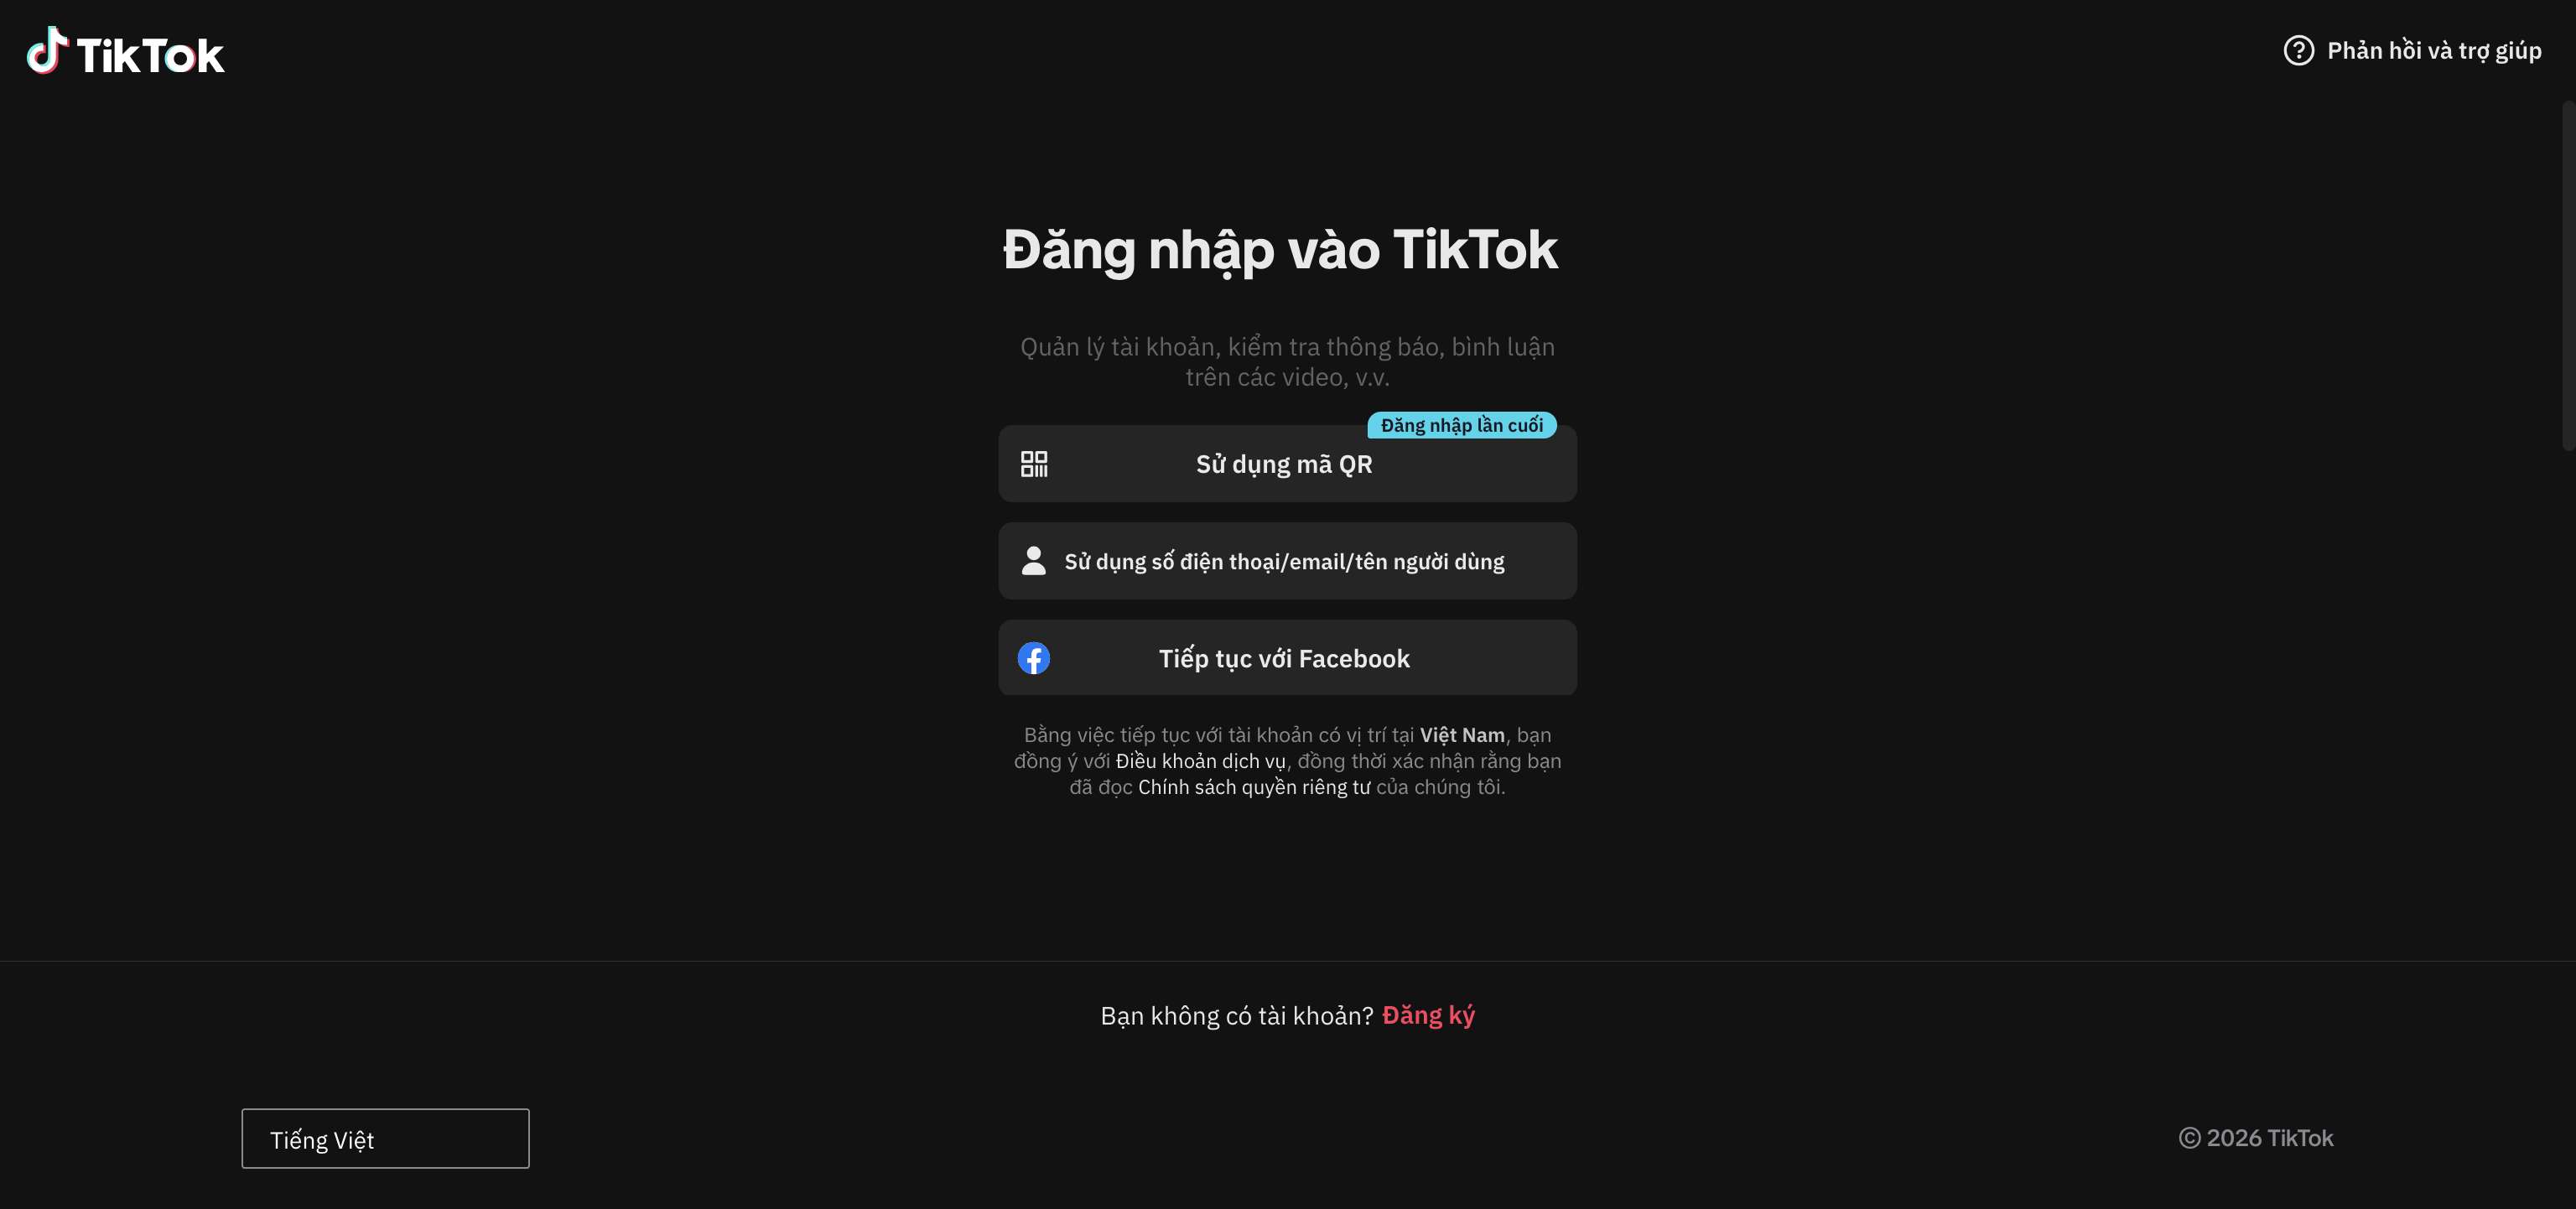 TikTok
Phản hồi và trợ giúp
Đăng nhập vào TikTok
Quản lý tài khoản, kiểm tra thông báo, bình luận
trên các video, v.v.
Đăng nhập lần cuối
Sử dụng mã QR
Sử dụng số điện thoại/email/tên người dùng
Tiếp tục với Facebook
Bằng việc tiếp tục với tài khoản có vị trí tại Việt Nam, bạn
đồng ý với Điều khoản dịch vụ, đồng thời xác nhận rằng bạn
đã đọc Chính sách quyền riêng tư của chúng tôi.
Bạn không có tài khoản? Đăng ký
Tiếng Việt
© 2026 TikTok